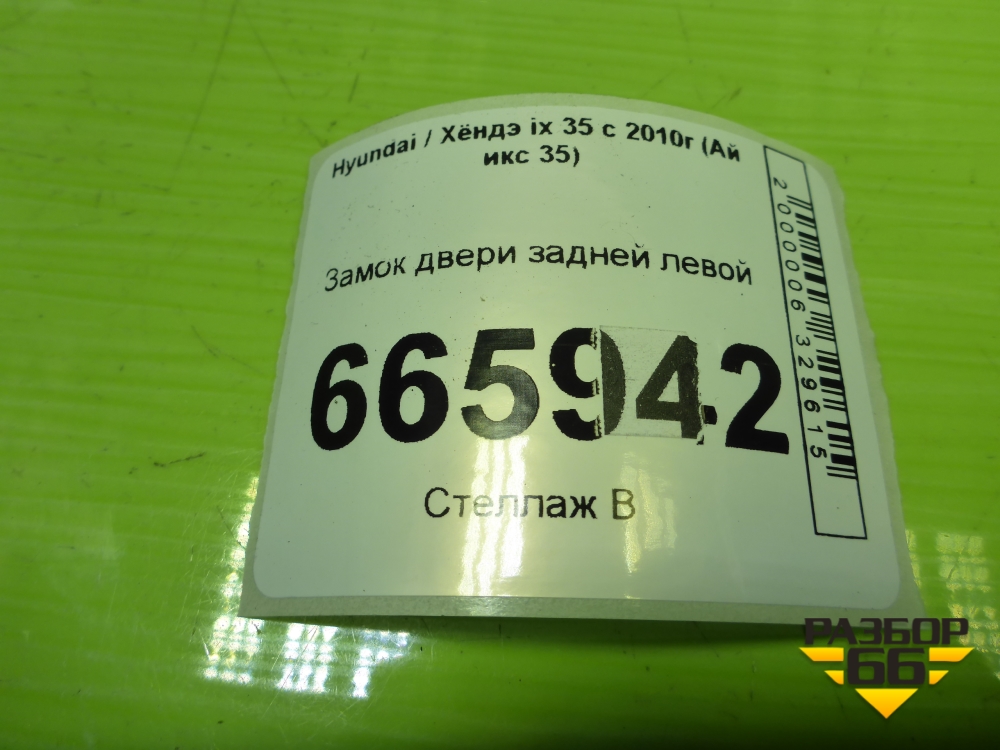 Hyundai / Хёндэ ix 35 с 2010г (Ай
икс 35)
Замок двери задней левой
665942
Стеллаж В
2000006329615
РАЗБОР
66